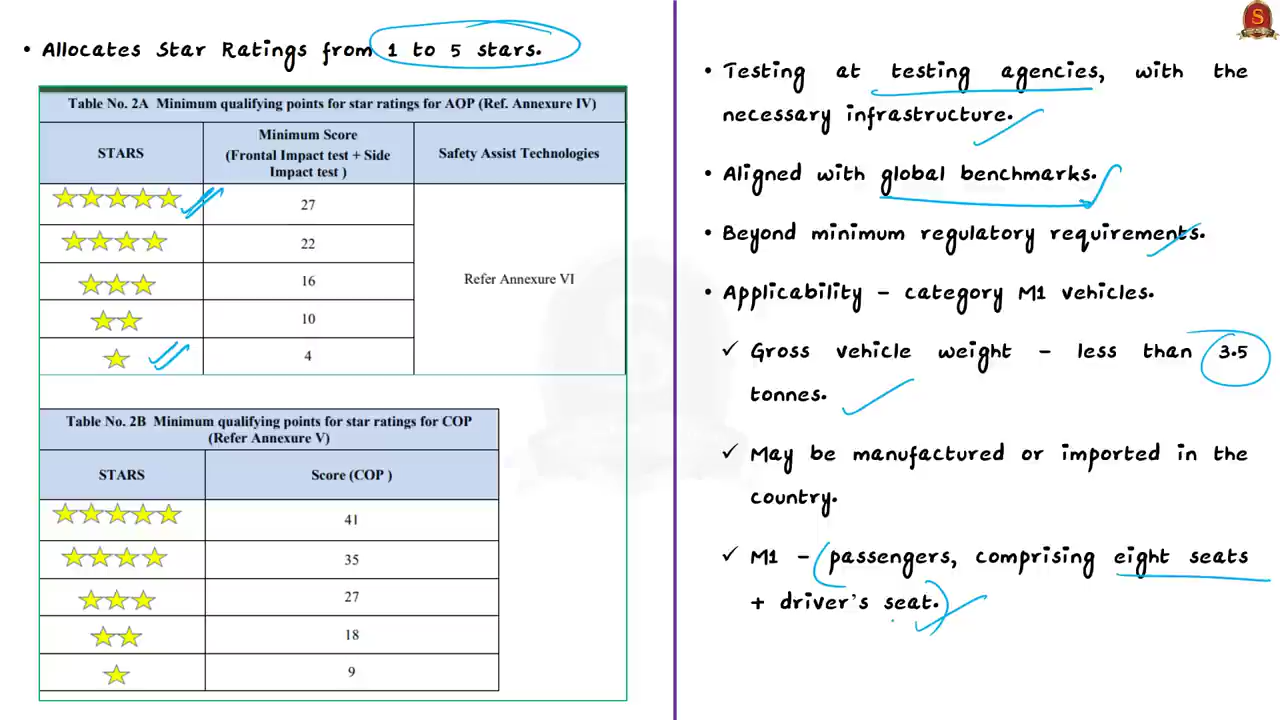 • Allocates Star Ratings from 1 to 5 stars.
Table No. 2A Minimum qualifying points for star ratings for AOP (Ref. Annexure IV)
STARS
Minimum Score
(Frontal Impact test + Side
Impact test )
Safety Assist Technologies
27
22
16
10
4
Refer Annexure VI
Table No. 2B Minimum qualifying points for star ratings for COP
(Refer Annexure V)
STARS
Score (COP )
41
35
27
18
9
• Testing at testing agencies, with the
necessary infrastructure.
• Aligned with global benchmarks.
• Beyond minimum regulatory requirements.
• Applicability – category M1 vehicles.
✓ Gross vehicle weight – less than 3.5
tonnes.
✓ May be manufactured or imported in the
country.
✓ M1 – passengers, comprising eight seats
+ driver's seat.
S